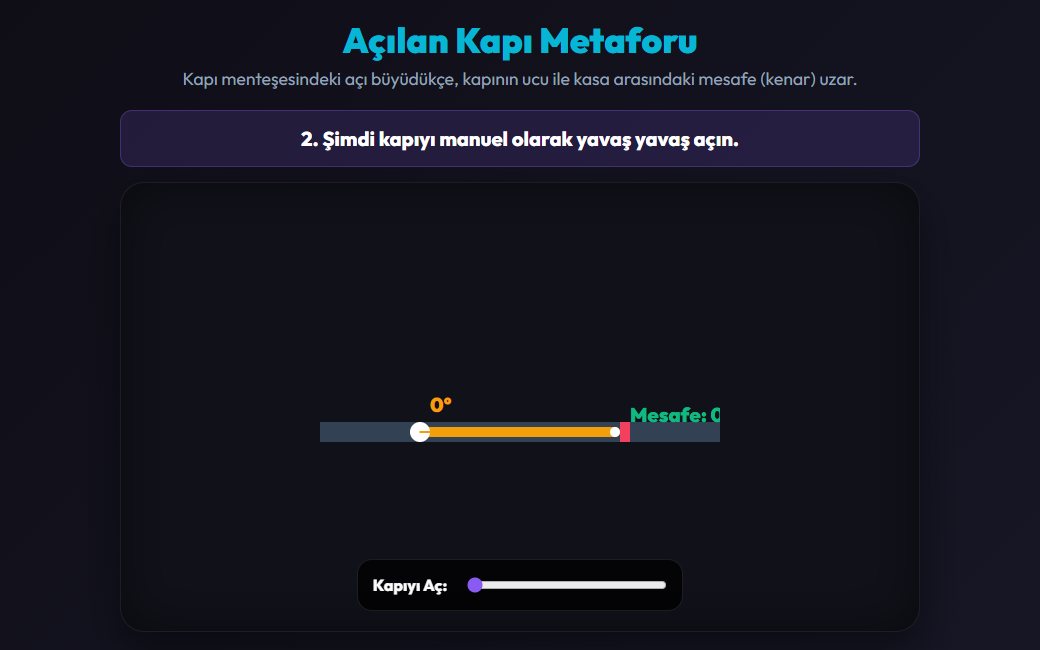 Açılan Kapı Metaforu
Kapı menteşesindeki açı büyüdükçe, kapının ucu ile kasa arasındaki mesafe (kenar) uzar.
2. Şimdi kapıyı manuel olarak yavaş yavaş açın.
0°
Mesafe: 0
Kapıyı Aç: